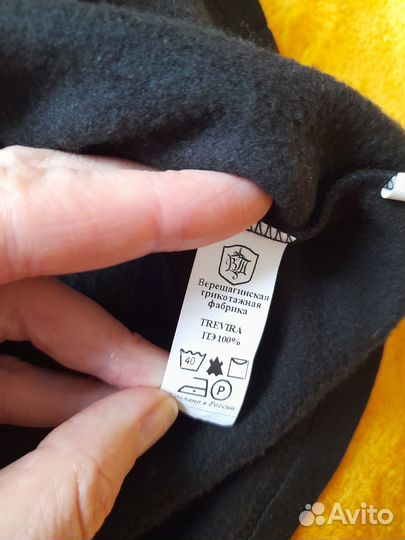 ВП
Верещагинская
трикотажная
фабрика
TREVIRA
ПЭ 100%
40
P
Сделано в России
Avito